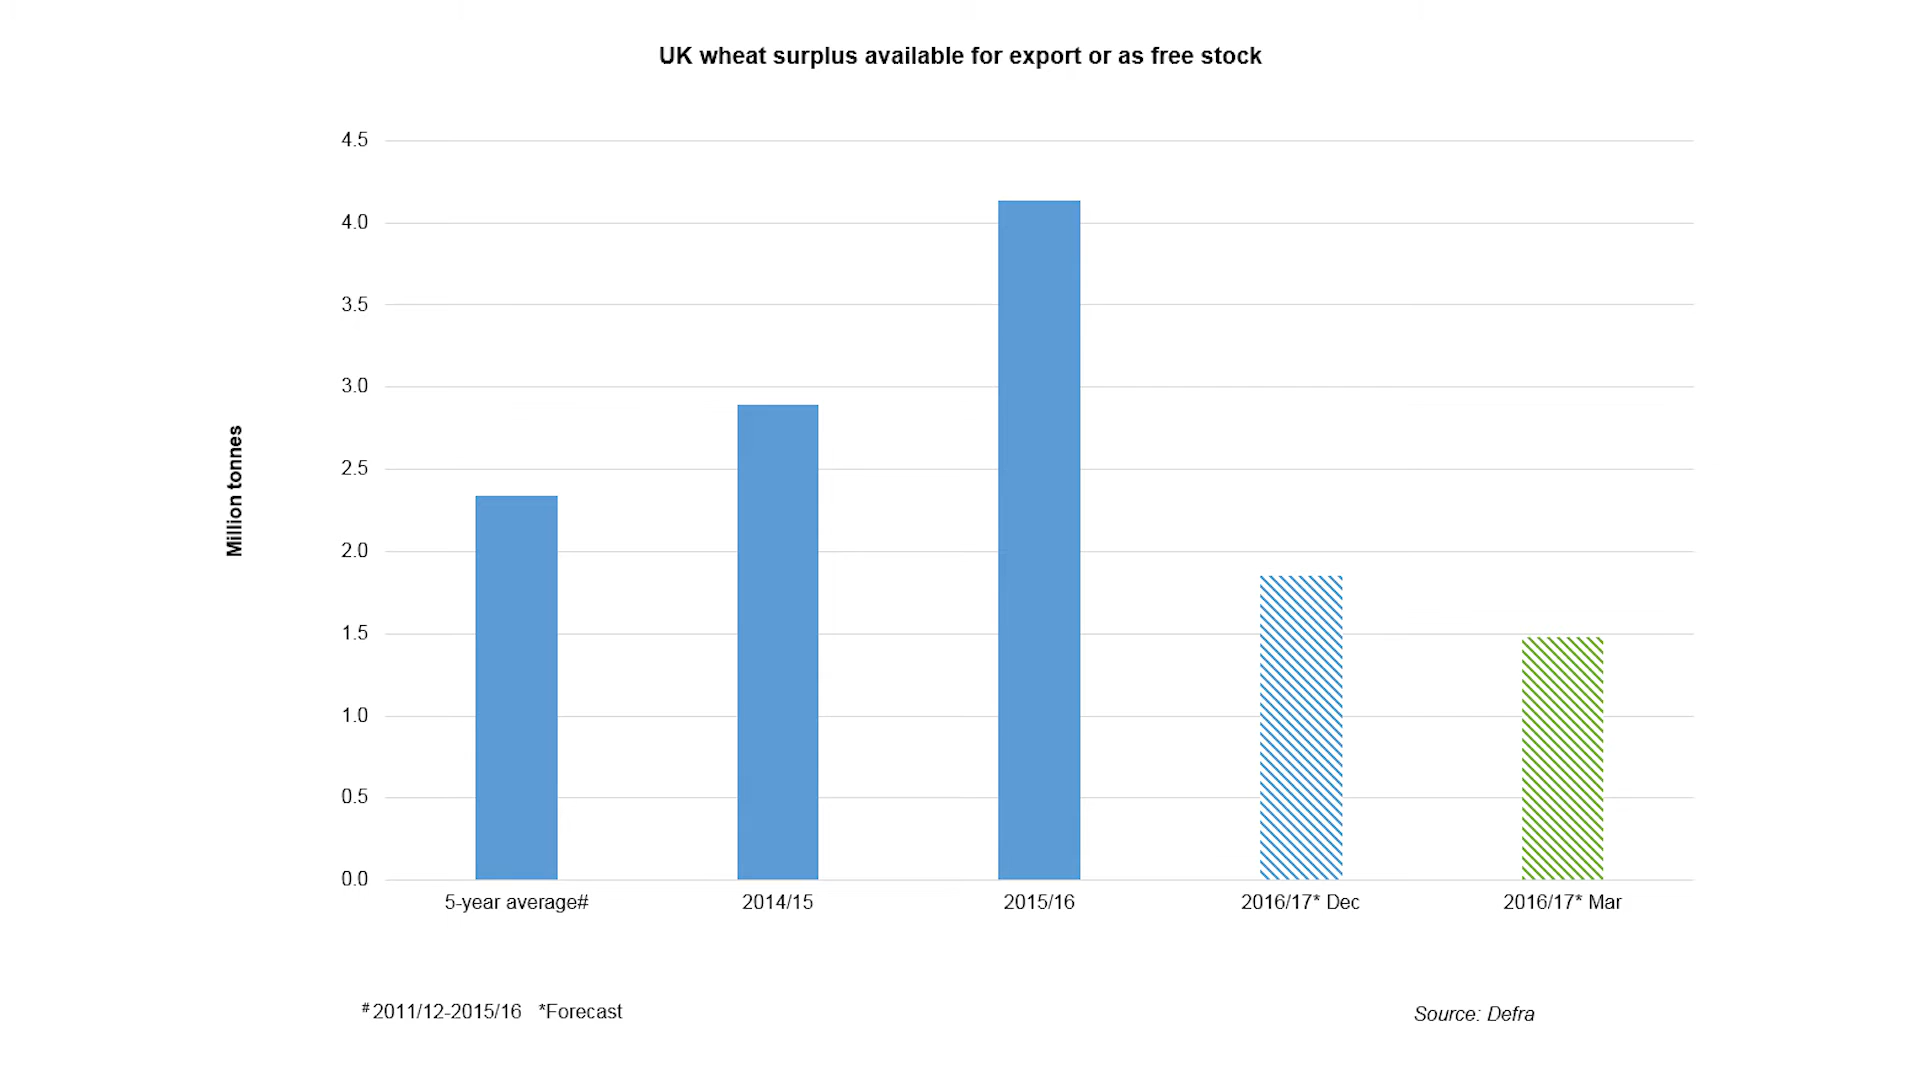 UK wheat surplus available for export or as free stock
4.5
4.0
3.5
3.0
2.5
2.0
1.5
1.0
0.5
0.0
Million tonnes
5-year average#
2014/15
2015/16
2016/17* Dec
2016/17* Mar
#2011/12-2015/16 *Forecast
Source: Defra